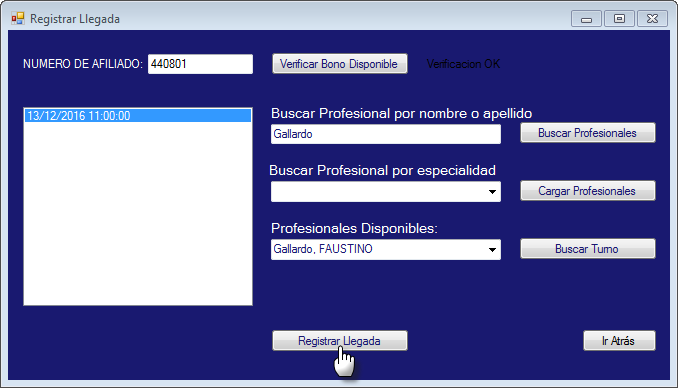 Registrar Llegada
NUMERO DE AFILIADO: 440801 Verificar Bono Disponible Verificacion OK
13/12/2016 11:00:00
Buscar Profesional por nombre o apellido
Gallardo Buscar Profesionales
Buscar Profesional por especialidad
Cargar Profesionales
Profesionales Disponibles:
Gallardo, FAUSTINO Buscar Turno
Registrar Llegada Ir Atrás